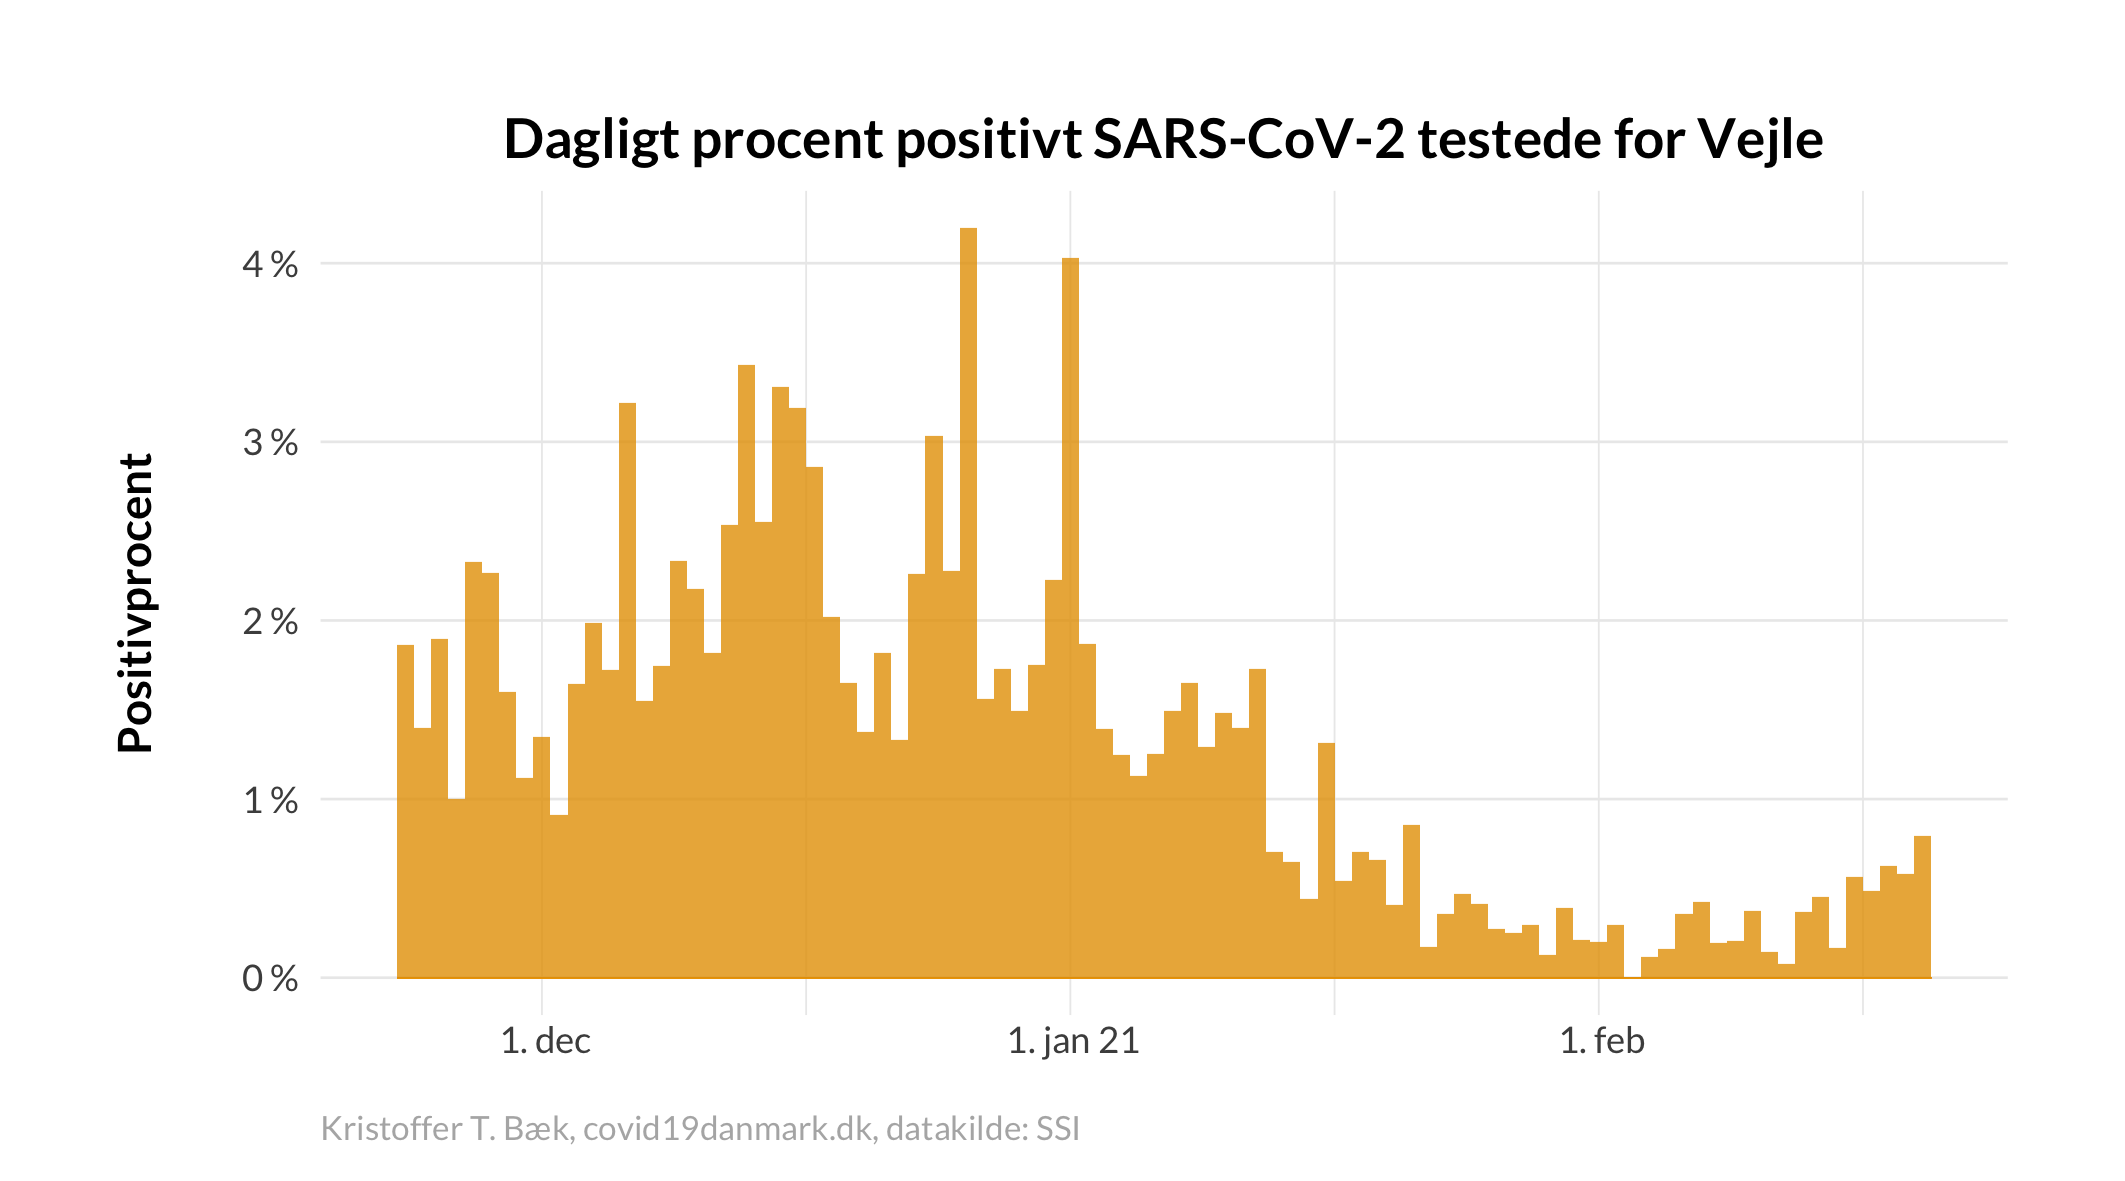 Dagligt procent positivt SARS-CoV-2 testede for Vejle
Positivprocent
4 %
3 %
2 %
1 %
0 %
1. dec
1. jan 21
1. feb
Kristoffer T. Bæk, covid19danmark.dk, datakilde: SSI